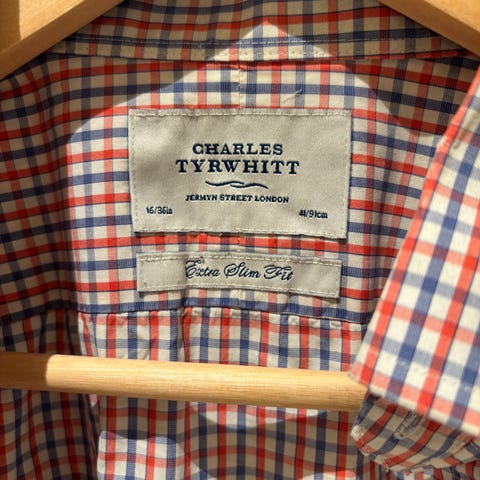 CHARLES
TYRWHITT
JERMYN STREET LONDON
16/36in 41/91cm
Extra Slim Fit